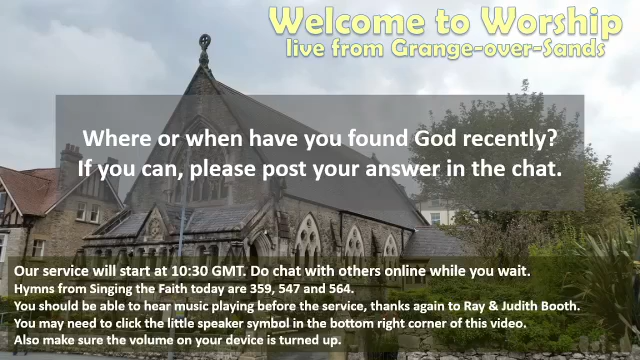 Welcome to Worship
live from Grange-over-Sands
Where or when have you found God recently?
If you can, please post your answer in the chat.
Our service will start at 10:30 GMT. Do chat with others online while you wait.
Hymns from Singing the Faith today are 359, 547 and 564.
You should be able to hear music playing before the service, thanks again to Ray & Judith Booth.
You may need to click the little speaker symbol in the bottom right corner of this video.
Also make sure the volume on your device is turned up.